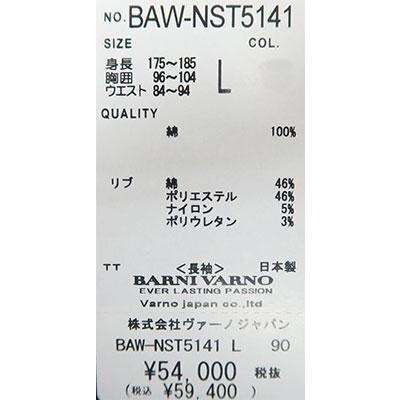 NO. BAW-NST5141
SIZE COL.
身長 175〜185
胸囲 96〜104 L
ウエスト 84〜94
QUALITY
綿 100%
リブ 綿 46%
ポリエステル 46%
ナイロン 5%
ポリウレタン 3%
TT <長袖> 日本製
BARNI VARNO
EVER LASTING PASSION
Varno japan co.,ltd
株式会社ヴァーノジャパン
BAW-NST5141 L 90
¥54,000 税抜
(税込 ¥59,400 )